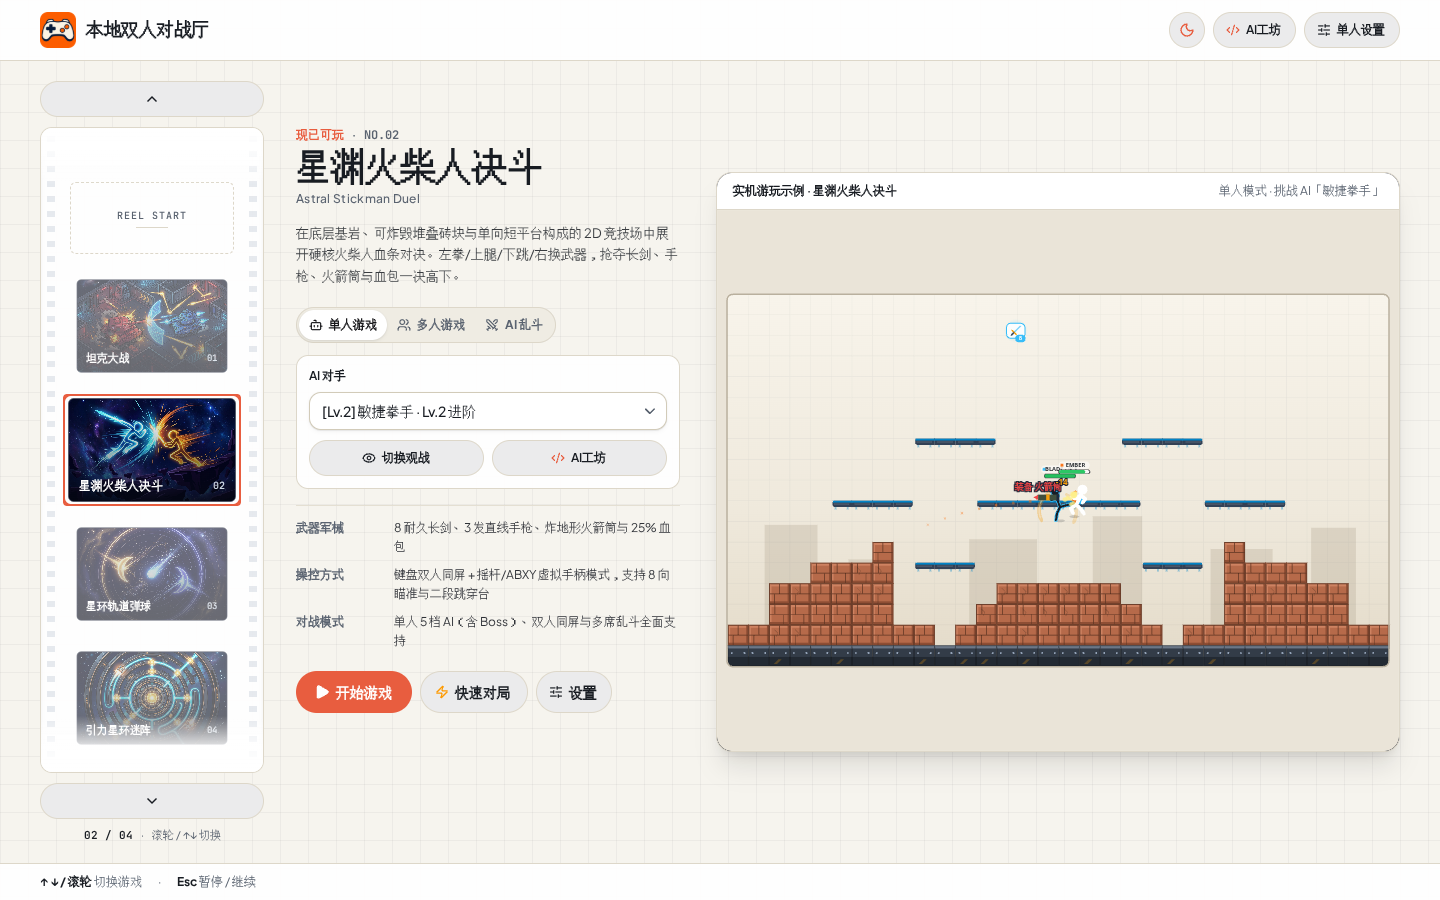 本地双人对战厅
AI工坊
单人设置
REEL START
坦克大战
01
星渊火柴人决斗
02
星环轨道弹球
03
引力星环迷阵
04
02 / 04 · 滚轮/↑↓切换
现已可玩 · NO.02
星渊火柴人决斗
Astral Stickman Duel
在底层基岩、可炸毁堆叠砖块与单向短平台构成的 2D 竞技场中展
开硬核火柴人血条对决。左拳/上腿/下跳/右换武器，抢夺长剑、手
枪、火箭筒与血包一决高下。
单人游戏
多人游戏
AI乱斗
AI 对手
[Lv.2]敏捷拳手 · Lv.2 进阶
切换观战
AI工坊
武器军械
8 耐久长剑、3 发直线手枪、炸地形火箭筒与 25% 血
包
操控方式
键盘双人同屏 + 摇杆/ABXY 虚拟手柄模式，支持 8 向
瞄准与二段跳穿台
对战模式
单人 5 档 AI（含 Boss）、双人同屏与多席乱斗全面支
持
开始游戏
快速对局
设置
实机游玩示例 · 星渊火柴人决斗
单人模式 · 挑战 AI「敏捷拳手」
EMBER
装备 火箭筒
↑↓/滚轮 切换游戏 · Esc 暂停/继续